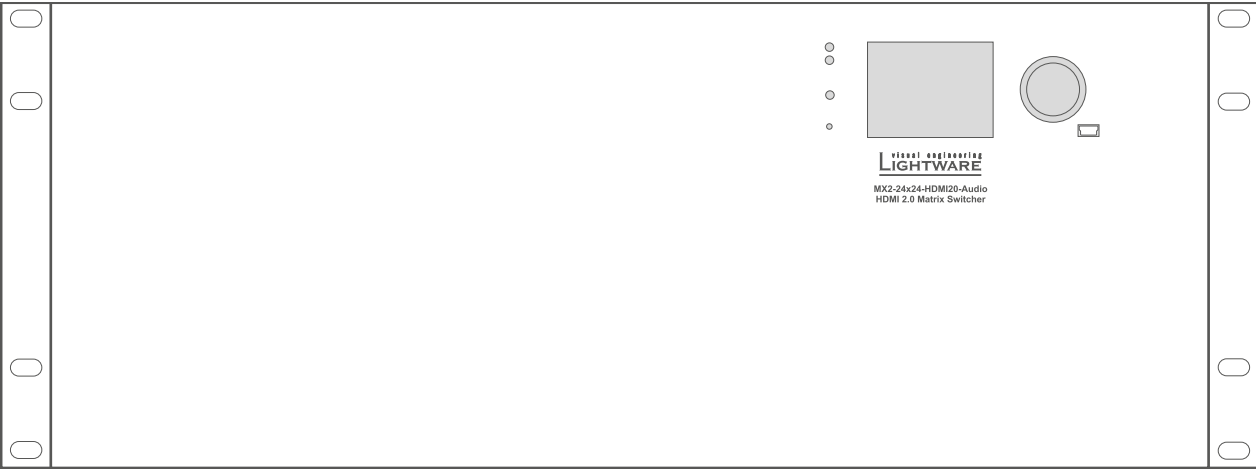 visual engineering
LIGHTWARE
MX2-24x24-HDMI20-Audio
HDMI 2.0 Matrix Switcher